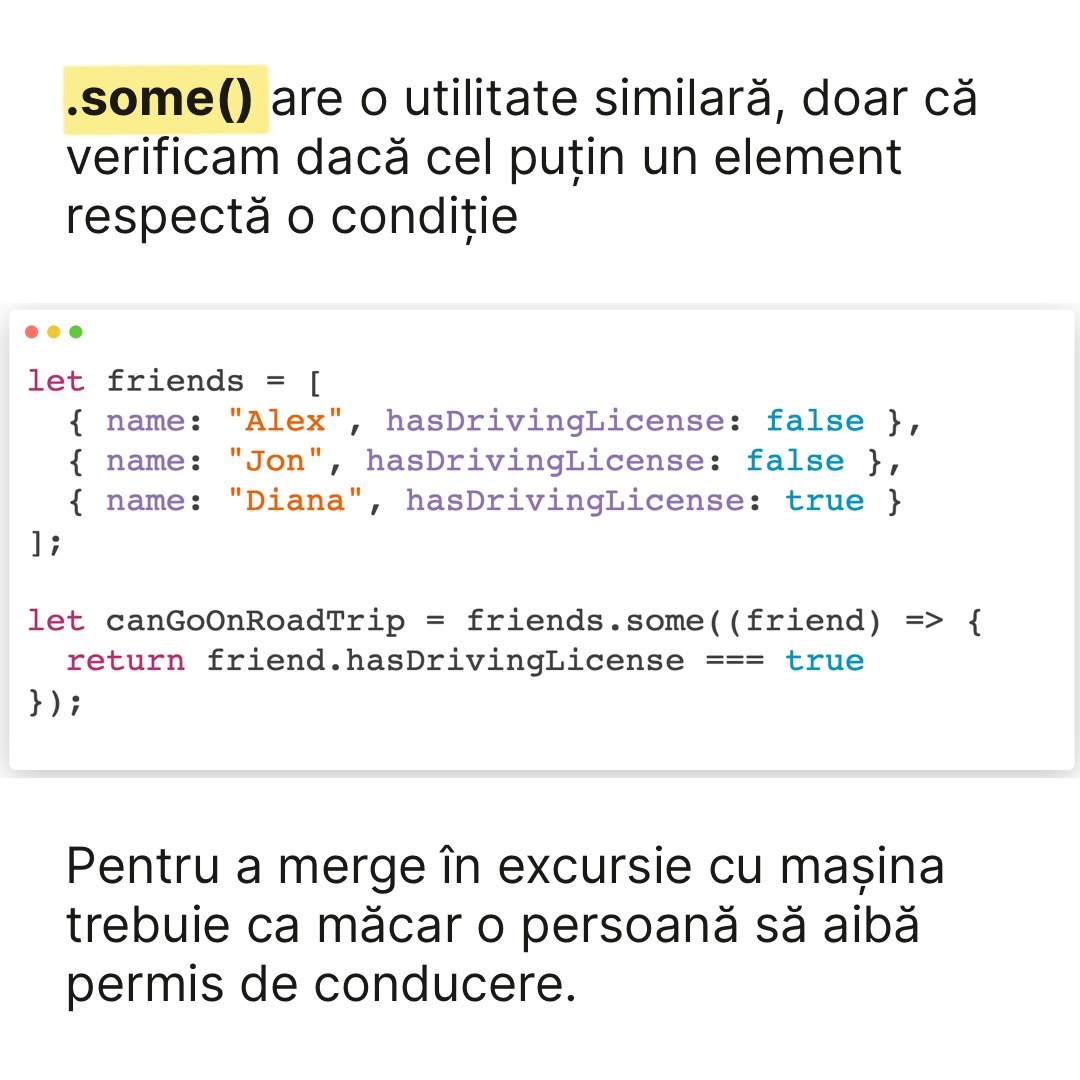 .some() are o utilitate similară, doar că
verificam dacă cel puțin un element
respectă o condiție
let friends = [
  { name: "Alex", hasDrivingLicense: false },
  { name: "Jon", hasDrivingLicense: false },
  { name: "Diana", hasDrivingLicense: true }
];
let canGoOnRoadTrip = friends.some((friend) => {
  return friend.hasDrivingLicense === true
});
Pentru a merge în excursie cu mașina
trebuie ca măcar o persoană să aibă
permis de conducere.